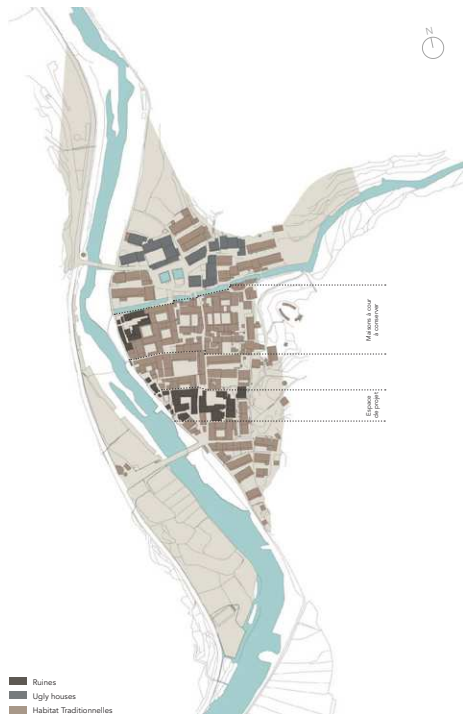 N
Maisons à cour
à conserver
Espace
de projet
Ruines
Ugly houses
Habitat Traditionnelles